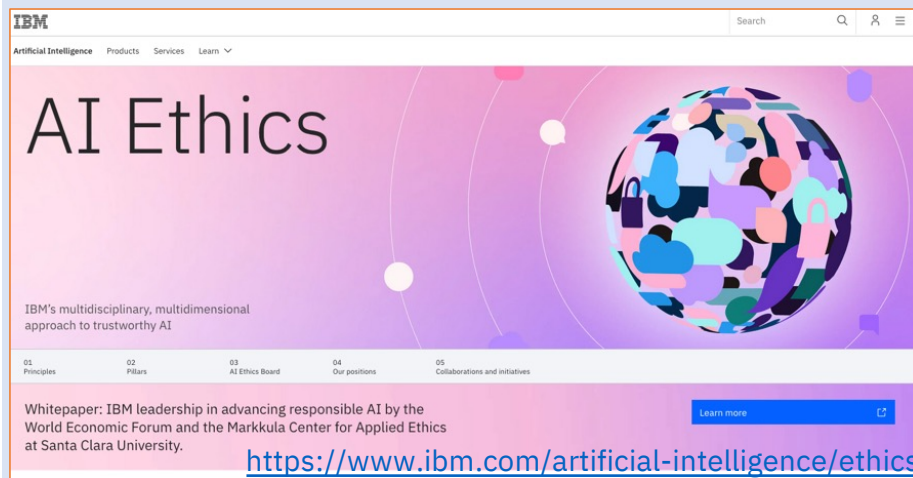 IBM
Search
Artificial Intelligence Products Services Learn
AI Ethics
IBM's multidisciplinary, multidimensional
approach to trustworthy AI
01 02 03 04 05
Principles Pillars AI Ethics Board Our positions Collaborations and initiatives
Whitepaper: IBM leadership in advancing responsible AI by the
World Economic Forum and the Markkula Center for Applied Ethics
at Santa Clara University.
Learn more
https://www.ibm.com/artificial-intelligence/ethics